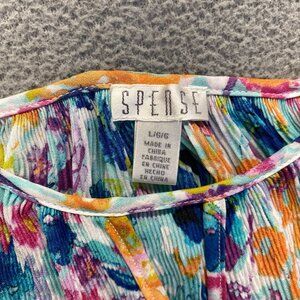 SPENSE
L/G/G
MADE IN
CHINA
FABRIQUE
EN CHINE
HECHO
EN CHINA